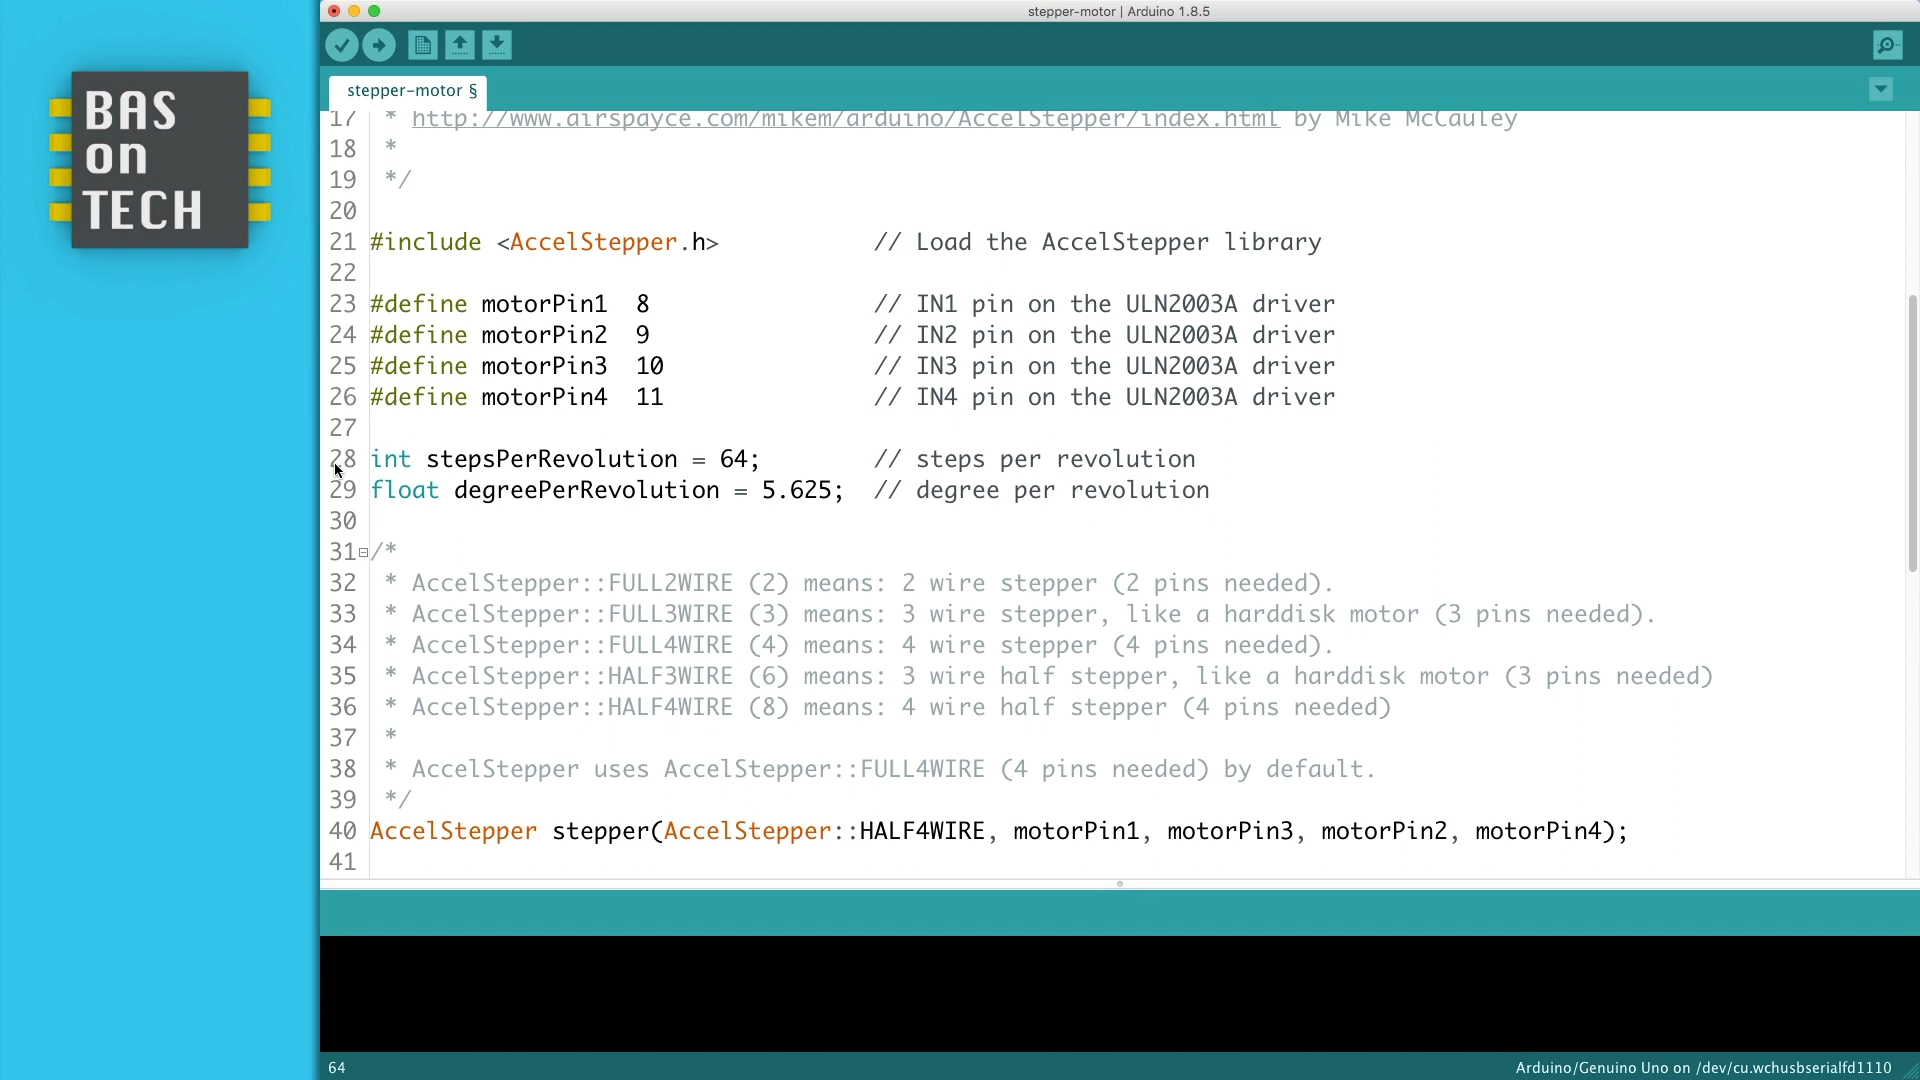 BAS
on
TECH
stepper-motor | Arduino 1.8.5
stepper-motor §
17 * http://www.airspayce.com/mikem/arduino/AccelStepper/index.html by Mike McCauley
18 *
19 */
20
21 #include <AccelStepper.h> // Load the AccelStepper library
22
23 #define motorPin1 8 // IN1 pin on the ULN2003A driver
24 #define motorPin2 9 // IN2 pin on the ULN2003A driver
25 #define motorPin3 10 // IN3 pin on the ULN2003A driver
26 #define motorPin4 11 // IN4 pin on the ULN2003A driver
27
28 int stepsPerRevolution = 64; // steps per revolution
29 float degreePerRevolution = 5.625; // degree per revolution
30
31 /*
32 * AccelStepper::FULL2WIRE (2) means: 2 wire stepper (2 pins needed).
33 * AccelStepper::FULL3WIRE (3) means: 3 wire stepper, like a harddisk motor (3 pins needed).
34 * AccelStepper::FULL4WIRE (4) means: 4 wire stepper (4 pins needed).
35 * AccelStepper::HALF3WIRE (6) means: 3 wire half stepper, like a harddisk motor (3 pins needed)
36 * AccelStepper::HALF4WIRE (8) means: 4 wire half stepper (4 pins needed)
37 *
38 * AccelStepper uses AccelStepper::FULL4WIRE (4 pins needed) by default.
39 */
40 AccelStepper stepper(AccelStepper::HALF4WIRE, motorPin1, motorPin3, motorPin2, motorPin4);
41
64
Arduino/Genuino Uno on /dev/cu.wchusbserialfd1110